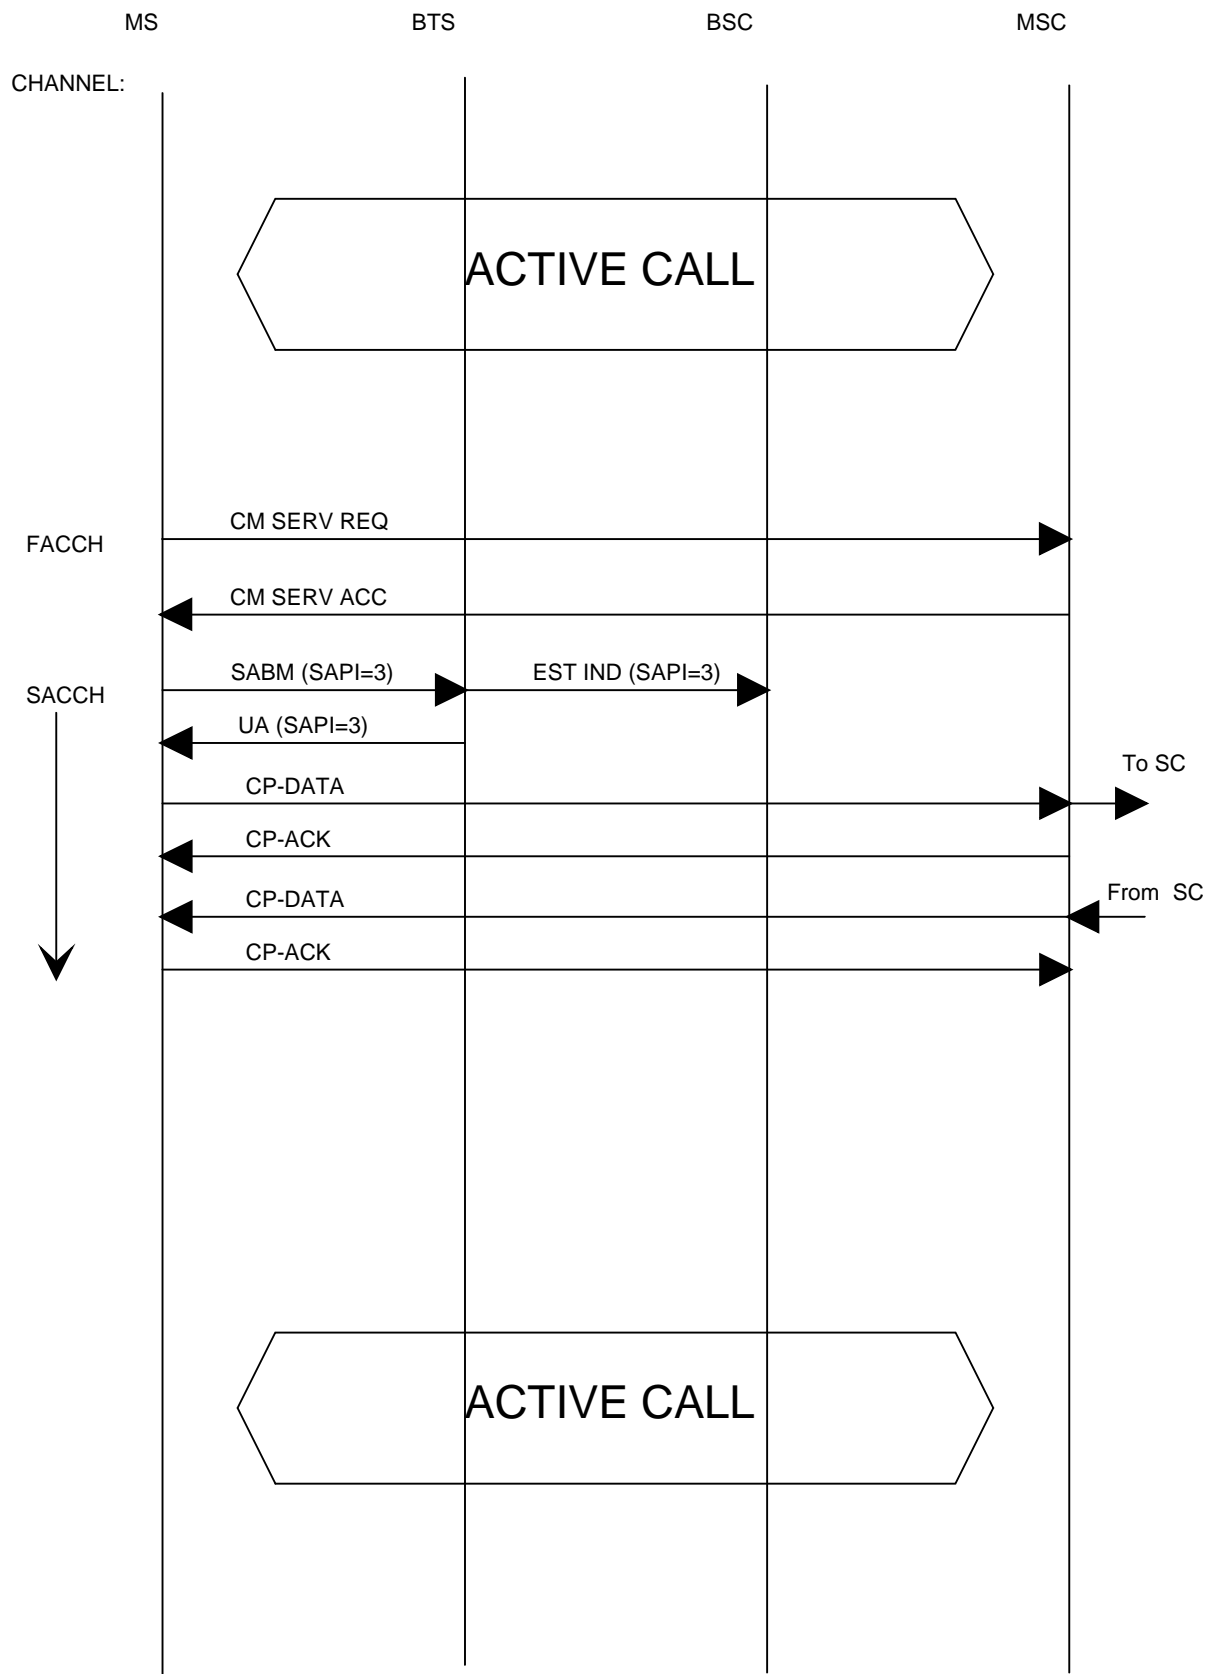 MS BTS BSC MSC
CHANNEL:
ACTIVE CALL
CM SERV REQ
FACCH
CM SERV ACC
SABM (SAPI=3) EST IND (SAPI=3)
SACCH
UA (SAPI=3)
To SC
CP-DATA
CP-ACK
From SC
CP-DATA
CP-ACK
ACTIVE CALL